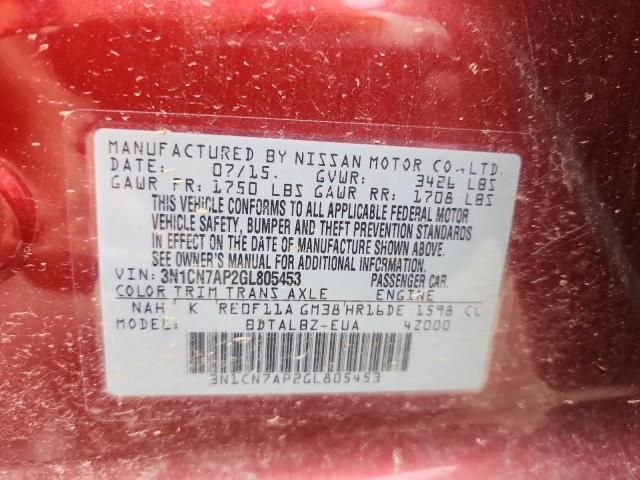 MANUFACTURED BY NISSAN MOTOR CO., LTD.
DATE: 07/15. GVWR: 3426 LBS
GAWR FR: 1750 LBS GAWR RR: 1708 LBS
THIS VEHICLE CONFORMS TO ALL APPLICABLE FEDERAL MOTOR
VEHICLE SAFETY, BUMPER AND THEFT PREVENTION STANDARDS
IN EFFECT ON THE DATE OF MANUFACTURE SHOWN ABOVE.
SEE OWNER'S MANUAL FOR ADDITIONAL INFORMATION.
VIN: 3N1CN7AP2GL805453 PASSENGER CAR.
COLOR TRIM TRANS AXLE ENGINE
NAH K RE0F11A GM38 HR16DE 1598 CC
MODEL: BDTALBZ-EUA 4Z000
3N1CN7AP2GL805453